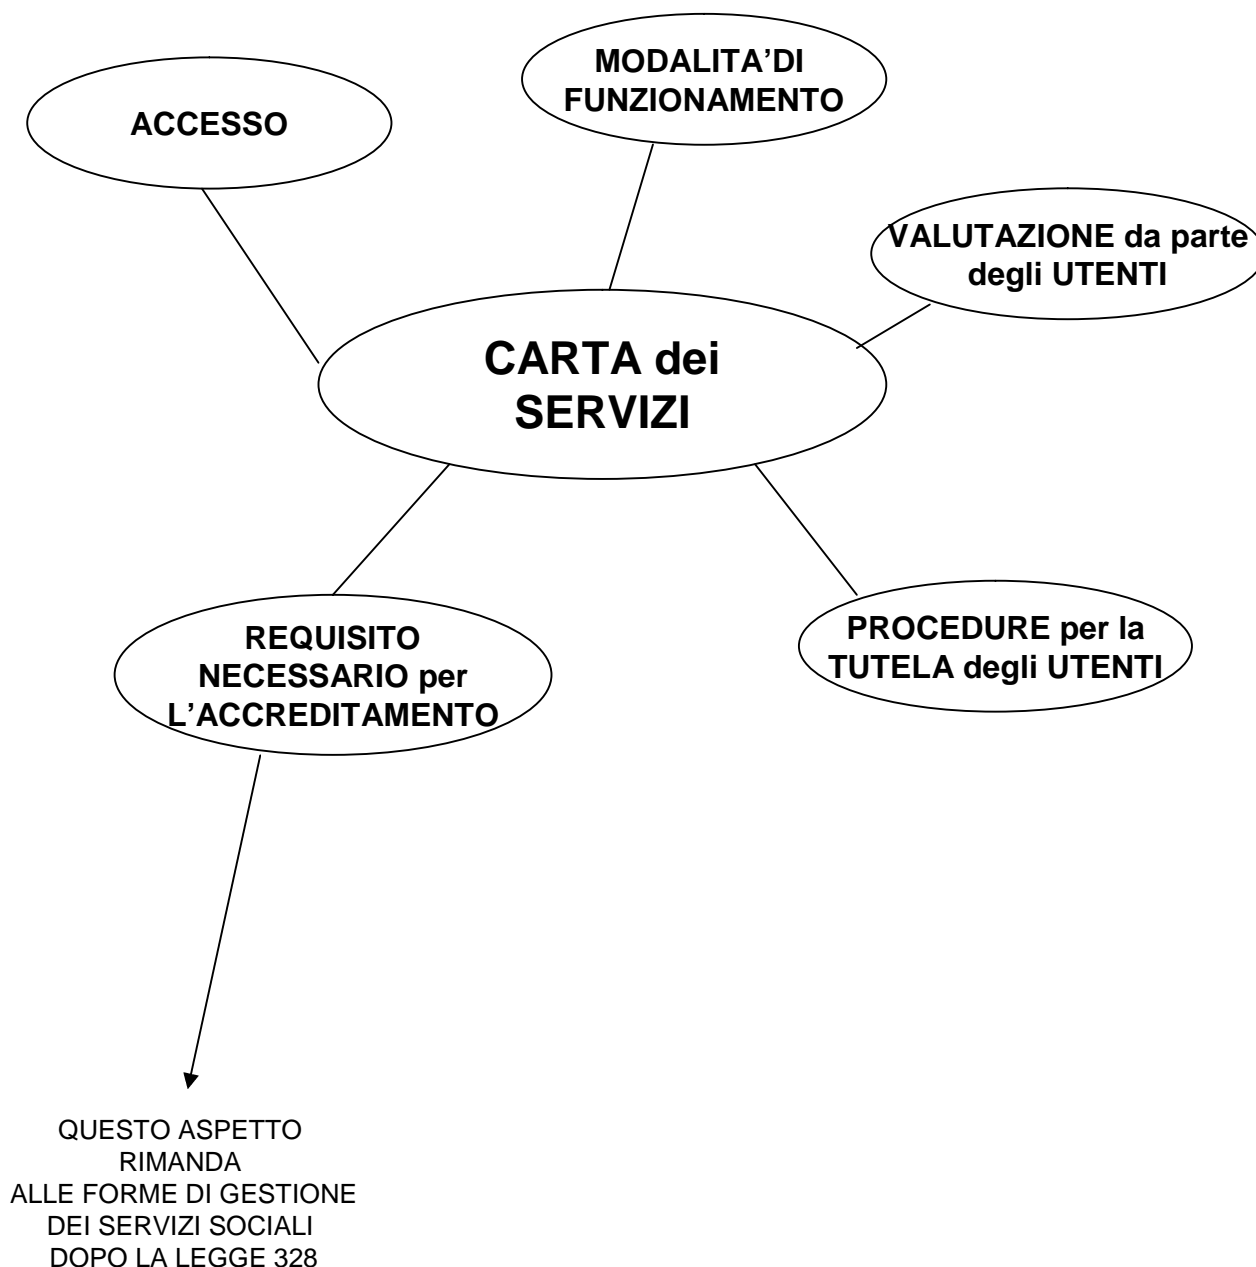 ACCESSO
MODALITA’DI
FUNZIONAMENTO
VALUTAZIONE da parte
degli UTENTI
CARTA dei
SERVIZI
REQUISITO
NECESSARIO per
L’ACCREDITAMENTO
PROCEDURE per la
TUTELA degli UTENTI
QUESTO ASPETTO
RIMANDA
ALLE FORME DI GESTIONE
DEI SERVIZI SOCIALI
DOPO LA LEGGE 328